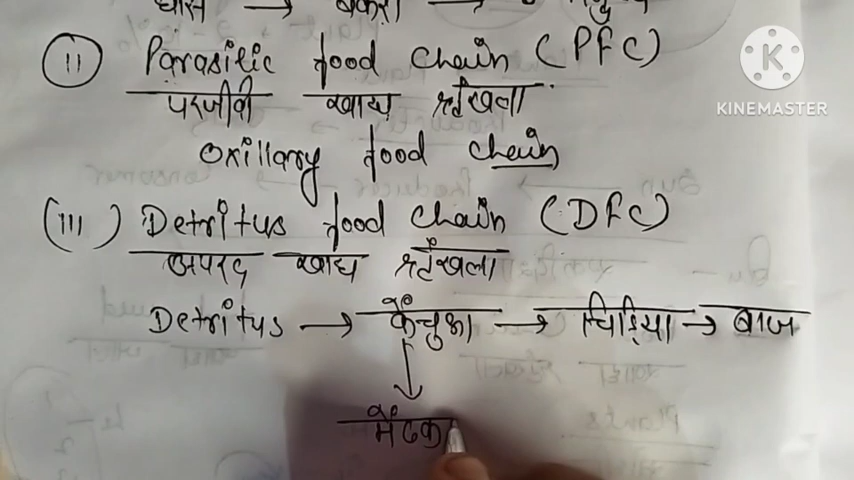 घास → बकरी →
(ii) Parasitic food chain (PFC)
परजीवी खाद्य श्रृंखला
Oxillary food chain
(iii) Detritus food chain (DFC)
अपरद खाद्य श्रृंखला
Detritus → केंचुआ → चिड़िया → बाज
↓
मेंढक
K
KINEMASTER